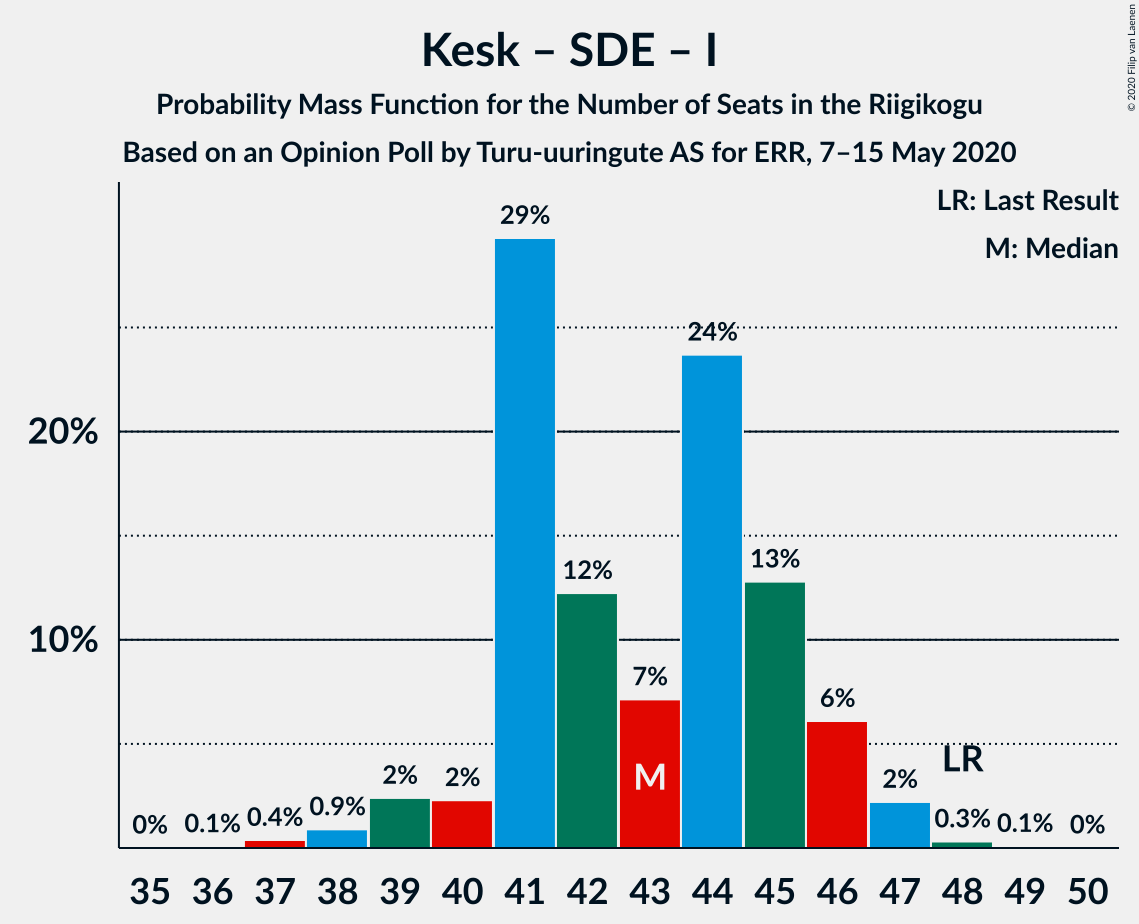 Kesk – SDE – I
Probability Mass Function for the Number of Seats in the Riigikogu
Based on an Opinion Poll by Turu-uuringute AS for ERR, 7–15 May 2020
© 2020 Filip van Laenen
LR: Last Result
M: Median
20%
10%
0% 0.1% 0.4% 0.9% 2% 2% 29% 12% 7% 24% 13% 6% 2% 0.3% 0.1% 0%
M
LR
35 36 37 38 39 40 41 42 43 44 45 46 47 48 49 50